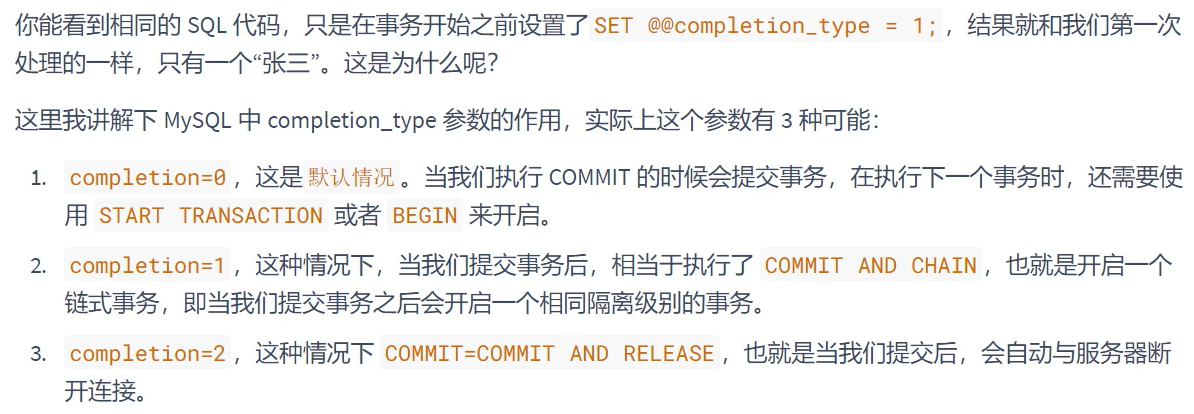 你能看到相同的 SQL 代码，只是在事务开始之前设置了 SET @@completion_type = 1; ，结果就和我们第一次
处理的一样，只有一个“张三”。这是为什么呢？
这里我讲解下 MySQL 中 completion_type 参数的作用，实际上这个参数有 3 种可能：
1. completion=0 ，这是 默认情况 。当我们执行 COMMIT 的时候会提交事务，在执行下一个事务时，还需要使
用 START TRANSACTION 或者 BEGIN 来开启。
2. completion=1 ，这种情况下，当我们提交事务后，相当于执行了 COMMIT AND CHAIN ，也就是开启一个
链式事务，即当我们提交事务之后会开启一个相同隔离级别的事务。
3. completion=2 ，这种情况下 COMMIT=COMMIT AND RELEASE ，也就是当我们提交后，会自动与服务器断
开连接。